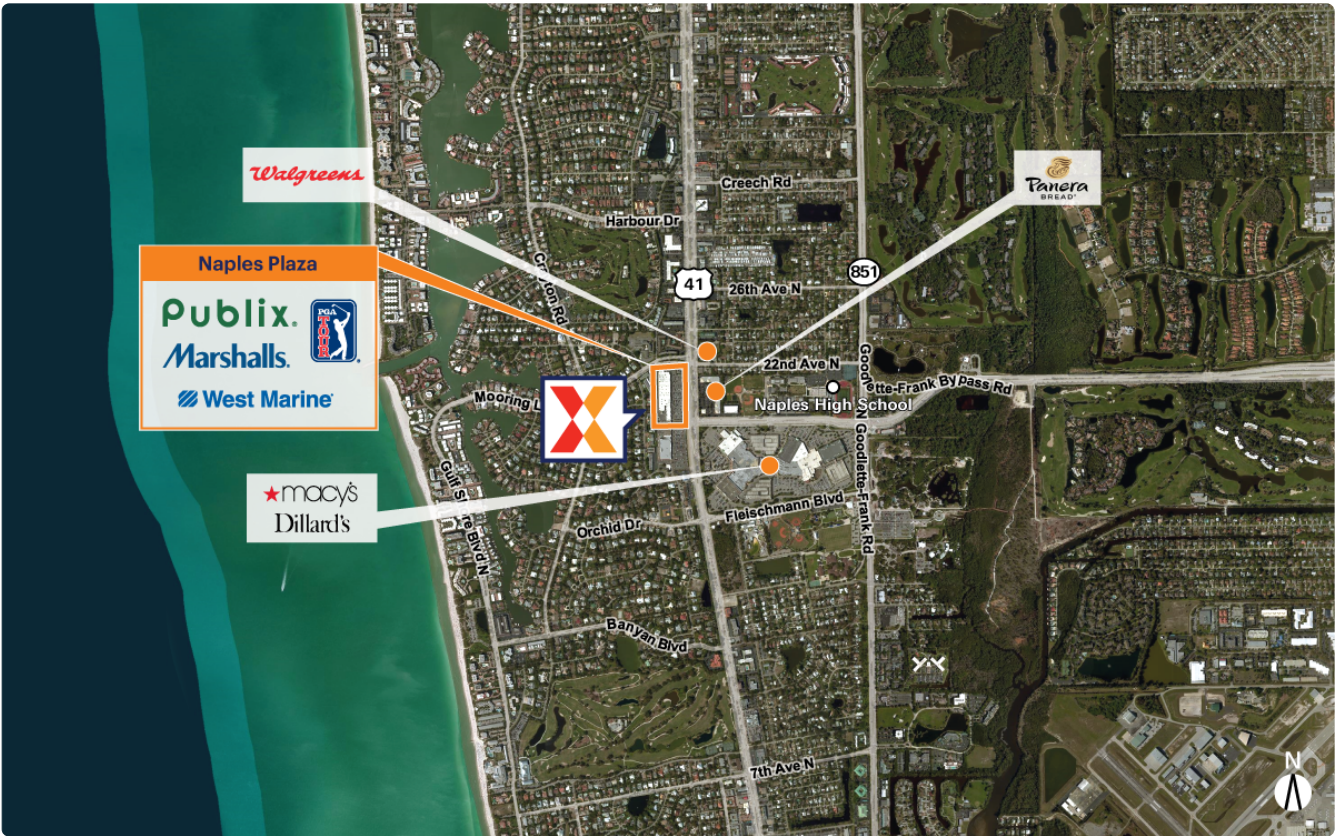 Walgreens
Panera
BREAD®
Creech Rd
Harbour Dr
Naples Plaza
Publix®
PGA
TOUR
Marshalls®
West Marine®
Crayton Rd
41
851
26th Ave N
22nd Ave N
Goodlette-Frank Bypass Rd
Naples High School
Mooring L
N Goodlette-Frank Rd
macy's
Dillard's
Gulf Shore Blvd N
Orchid Dr
Fleischmann Blvd
Banyan Blvd
7th Ave N
N